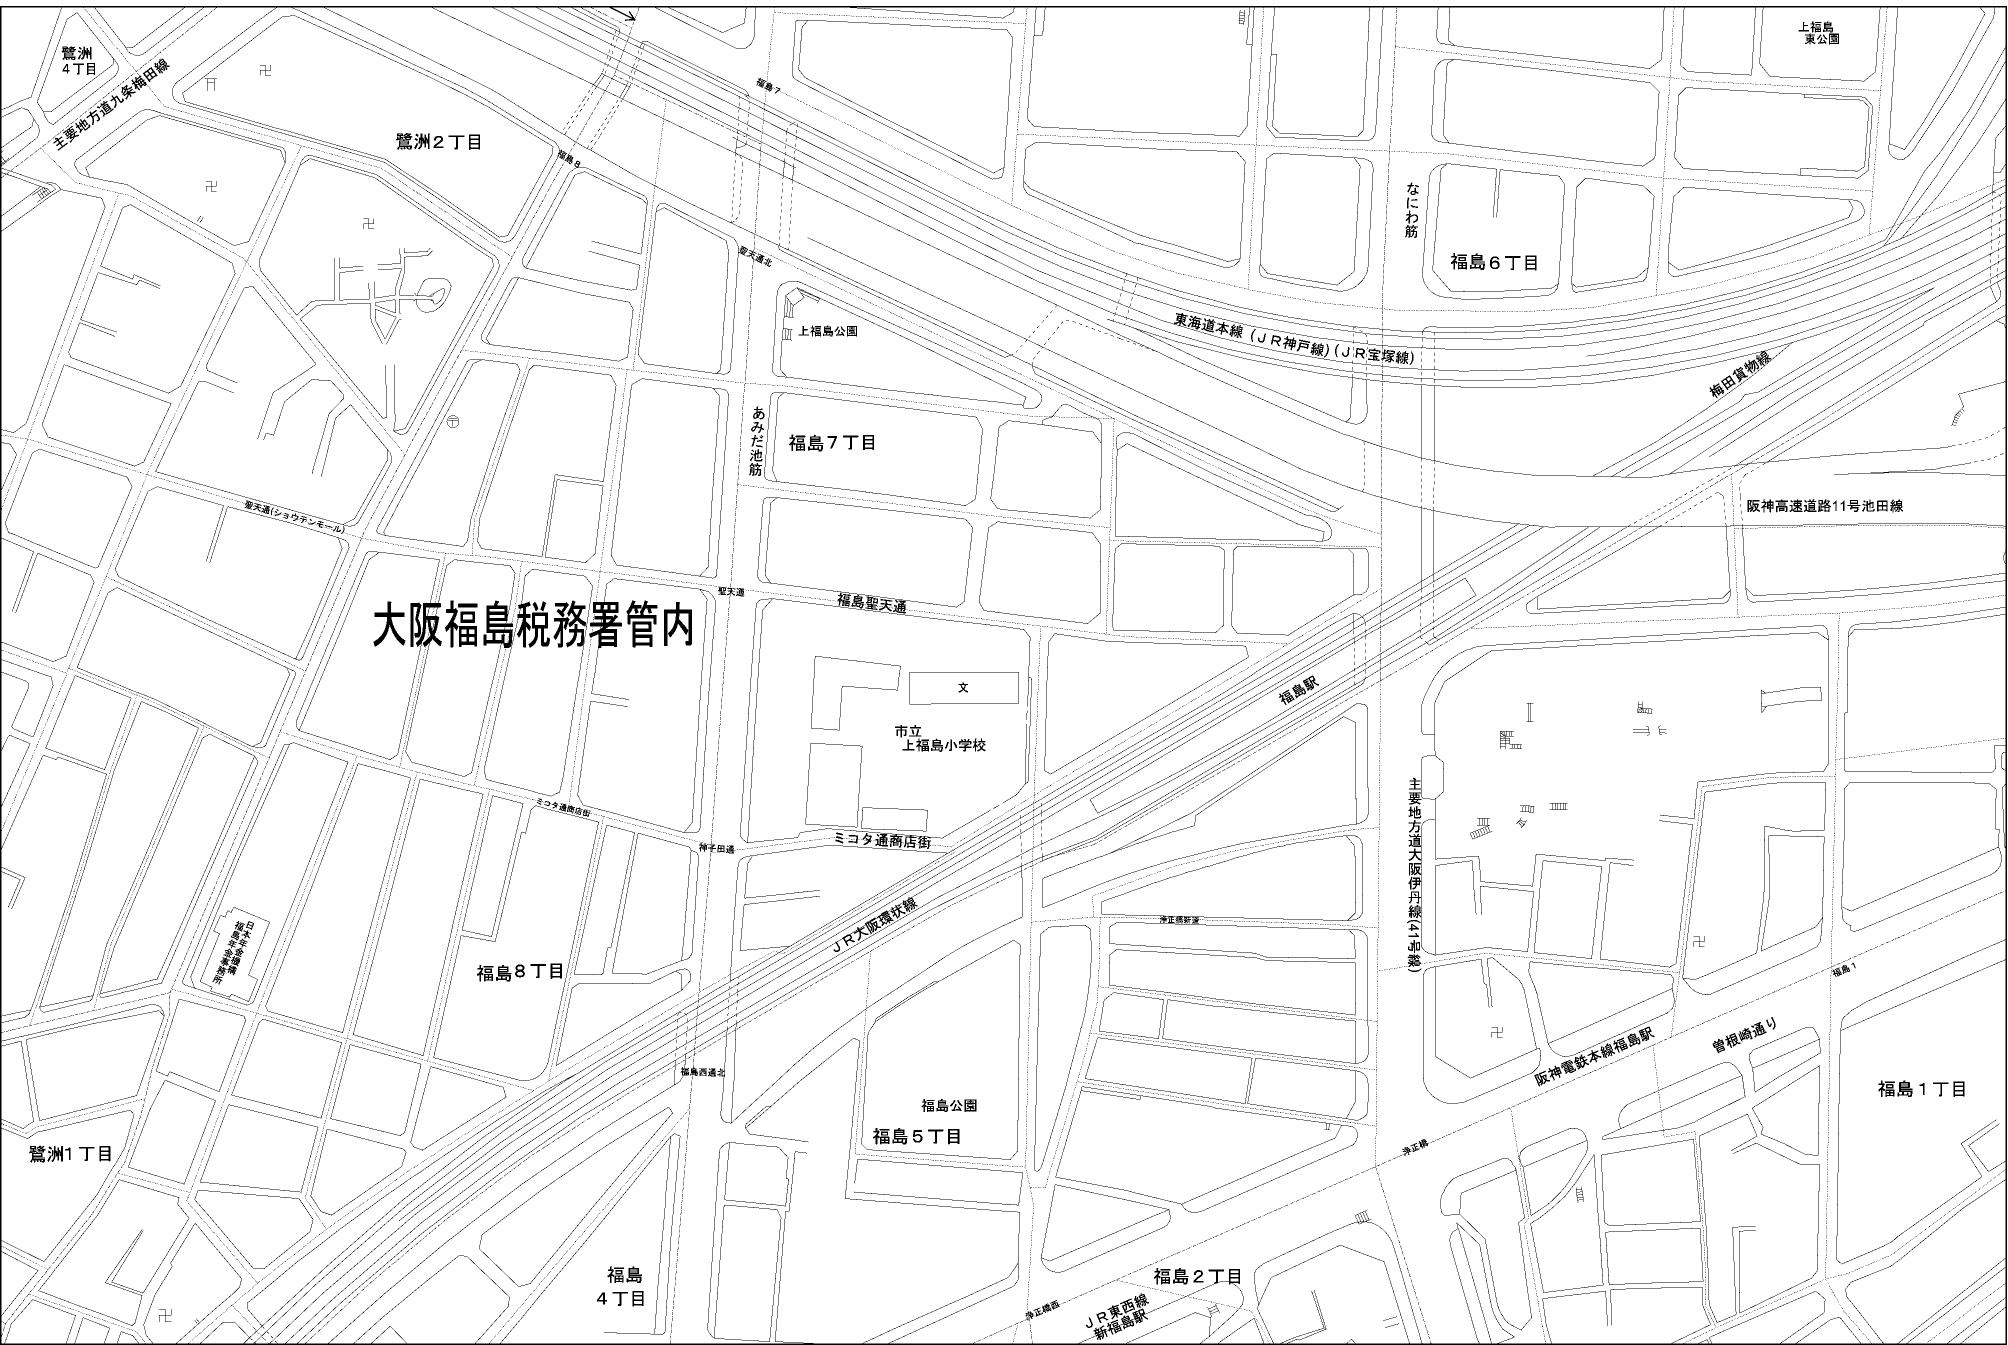 上福島
東公園
鷺洲
４丁目
主要地方道九条梅田線
福島７
鷺洲２丁目
福島８
なにわ筋
福島６丁目
聖天通北
上福島公園
東海道本線（ＪＲ神戸線）（ＪＲ宝塚線）
梅田貨物線
あみだ池筋
福島７丁目
聖天通(ショウテンモール)
阪神高速道路11号池田線
聖天通
福島聖天通
大阪福島税務署管内
文
福島駅
市立
上福島小学校
ミコタ通商店街
主要地方道大阪伊丹線(41号線)
神子田通
ミコタ通商店街
ＪＲ大阪環状線
浄正橋新淡
日本年金機構
福島年金事務所
福島８丁目
福島１
曽根崎通り
阪神電鉄本線福島駅
福島西通北
福島１丁目
福島公園
福島５丁目
浄正橋
鷺洲１丁目
福島
４丁目
福島２丁目
浄正橋西
ＪＲ東西線
新福島駅